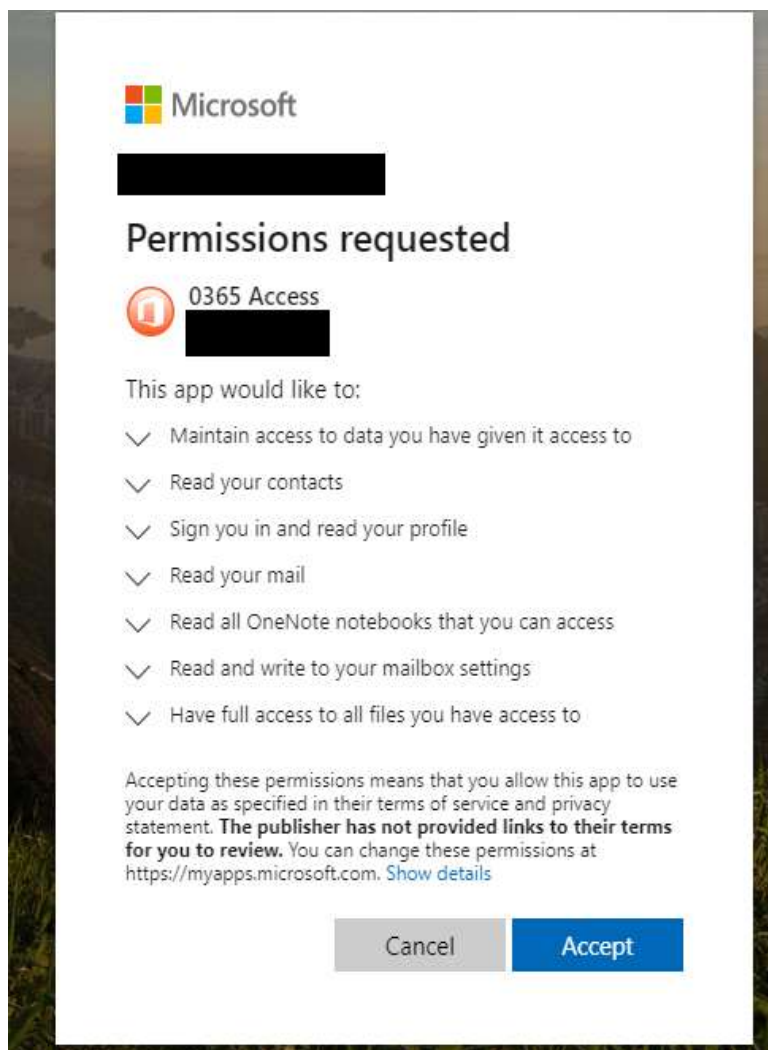 Microsoft
Permissions requested
0365 Access
This app would like to:
Maintain access to data you have given it access to
Read your contacts
Sign you in and read your profile
Read your mail
Read all OneNote notebooks that you can access
Read and write to your mailbox settings
Have full access to all files you have access to
Accepting these permissions means that you allow this app to use
your data as specified in their terms of service and privacy
statement. The publisher has not provided links to their terms
for you to review. You can change these permissions at
https://myapps.microsoft.com. Show details
Cancel
Accept